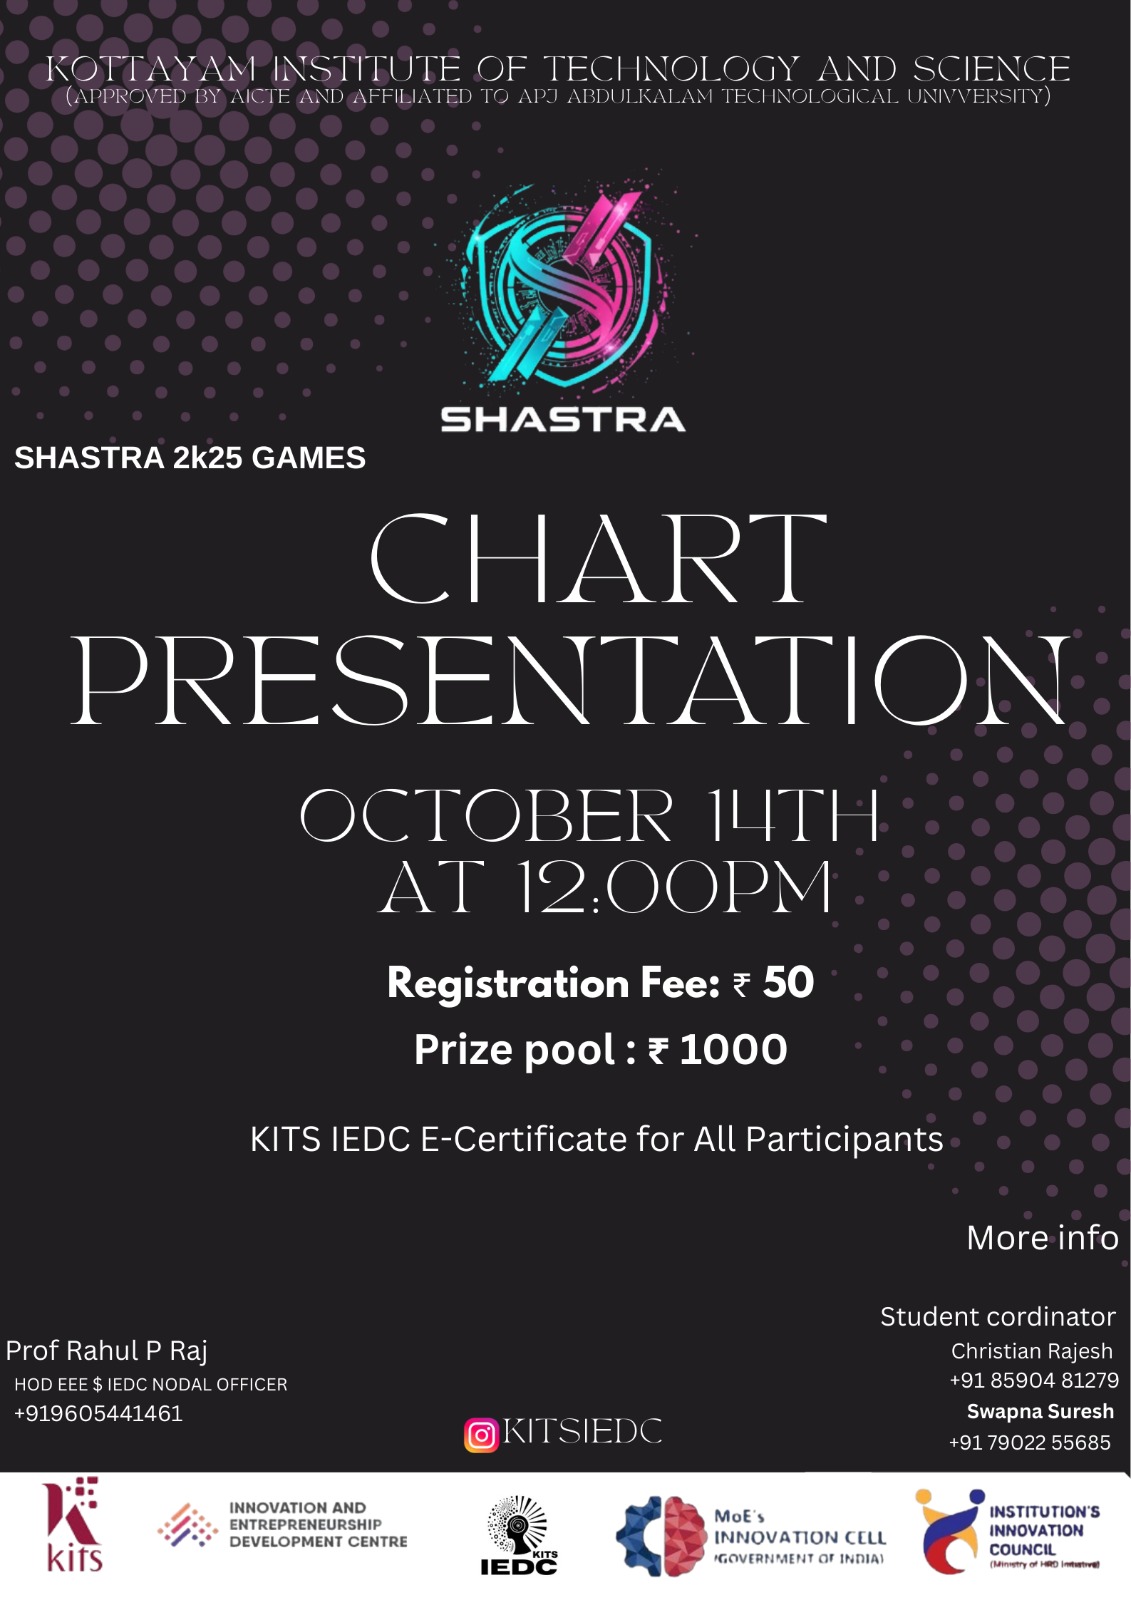 KOTTAYAM INSTITUTE OF TECHNOLOGY AND SCIENCE
(APPROVED BY AICTE AND AFFILIATED TO APJ ABDULKALAM TECHNOLOGICAL UNIVVERSITY)
SHASTRA
SHASTRA 2k25 GAMES
CHART
PRESENTATION
OCTOBER 14TH
AT 12:00PM
Registration Fee: ₹ 50
Prize pool : ₹ 1000
KITS IEDC E-Certificate for All Participants
More info
Prof Rahul P Raj
HOD EEE $ IEDC NODAL OFFICER
+919605441461
Student cordinator
Christian Rajesh
+91 85904 81279
Swapna Suresh
+91 79022 55685
KITSIEDC
kits
INNOVATION AND
ENTREPRENEURSHIP
DEVELOPMENT CENTRE
KITS
IEDC
MoE's
INNOVATION CELL
(GOVERNMENT OF INDIA)
INSTITUTION'S
INNOVATION
COUNCIL
(Ministry of HRD Initiative)